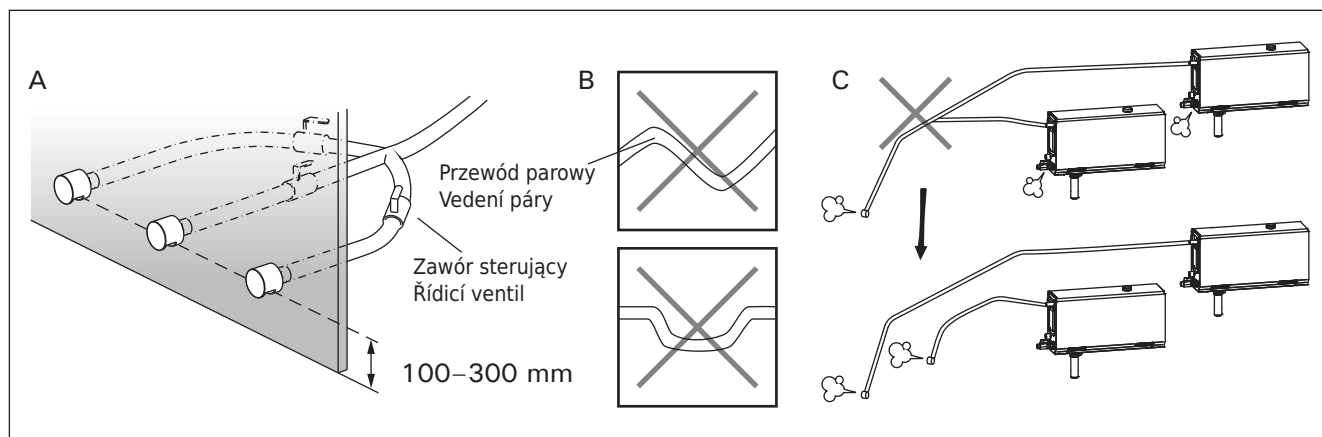 A
B
C
Przewód parowy
Vedení páry
Zawór sterujący
Řídicí ventil
100–300 mm